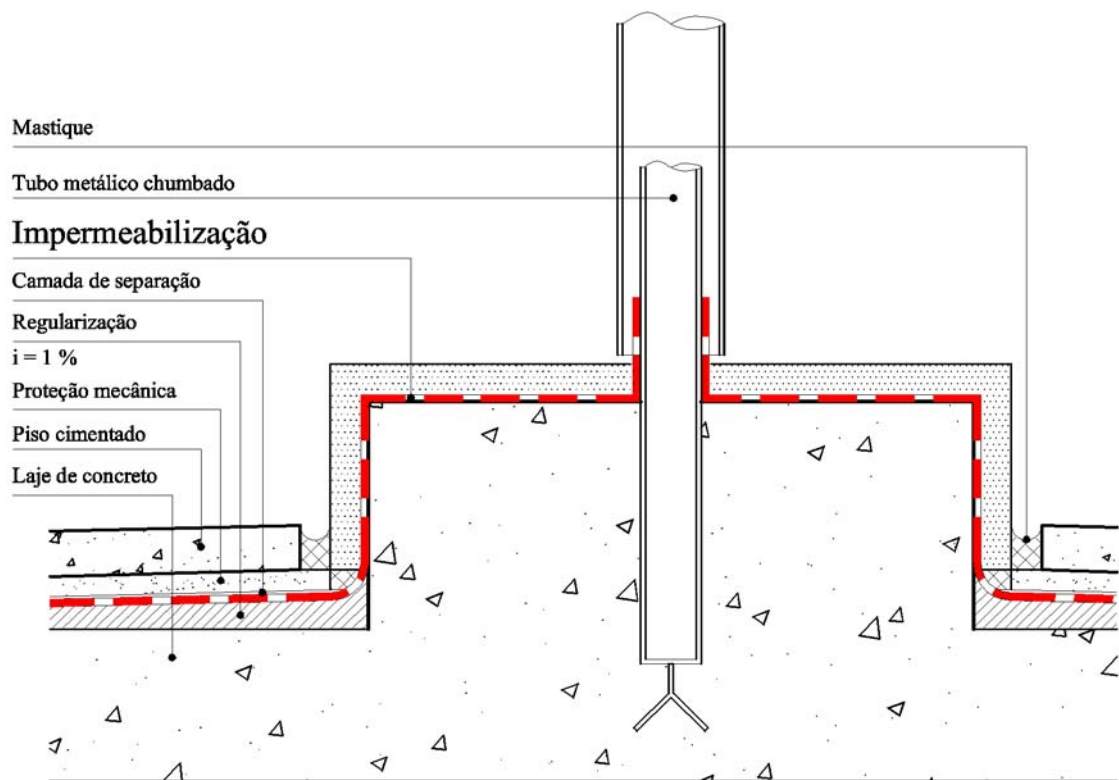 Mastique
Tubo metálico chumbado
Impermeabilização
Camada de separação
Regularização
i = 1 %
Proteção mecânica
Piso cimentado
Laje de concreto